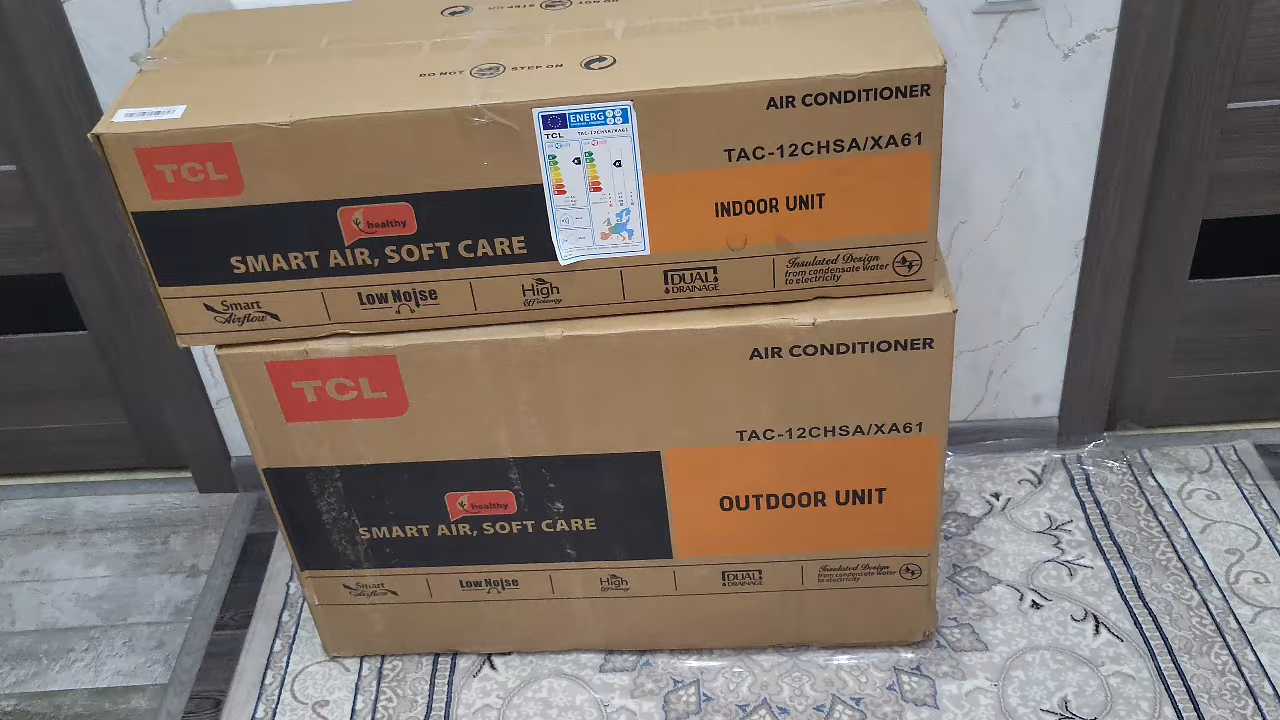 DO NOT STEP ON
AIR CONDITIONER
TAC-12CHSA/XA61
TCL
ENERG
TCL TAC-12CHSA/XA61
INDOOR UNIT
healthy
SMART AIR, SOFT CARE
Smart Airflow
Low Noise
High Efficiency
DUAL DRAINAGE
Insulated Design
from condensate water
to electricity
AIR CONDITIONER
TCL
TAC-12CHSA/XA61
OUTDOOR UNIT
healthy
SMART AIR, SOFT CARE
Smart Airflow
Low Noise
High Efficiency
DUAL DRAINAGE
Insulated Design
from condensate water
to electricity